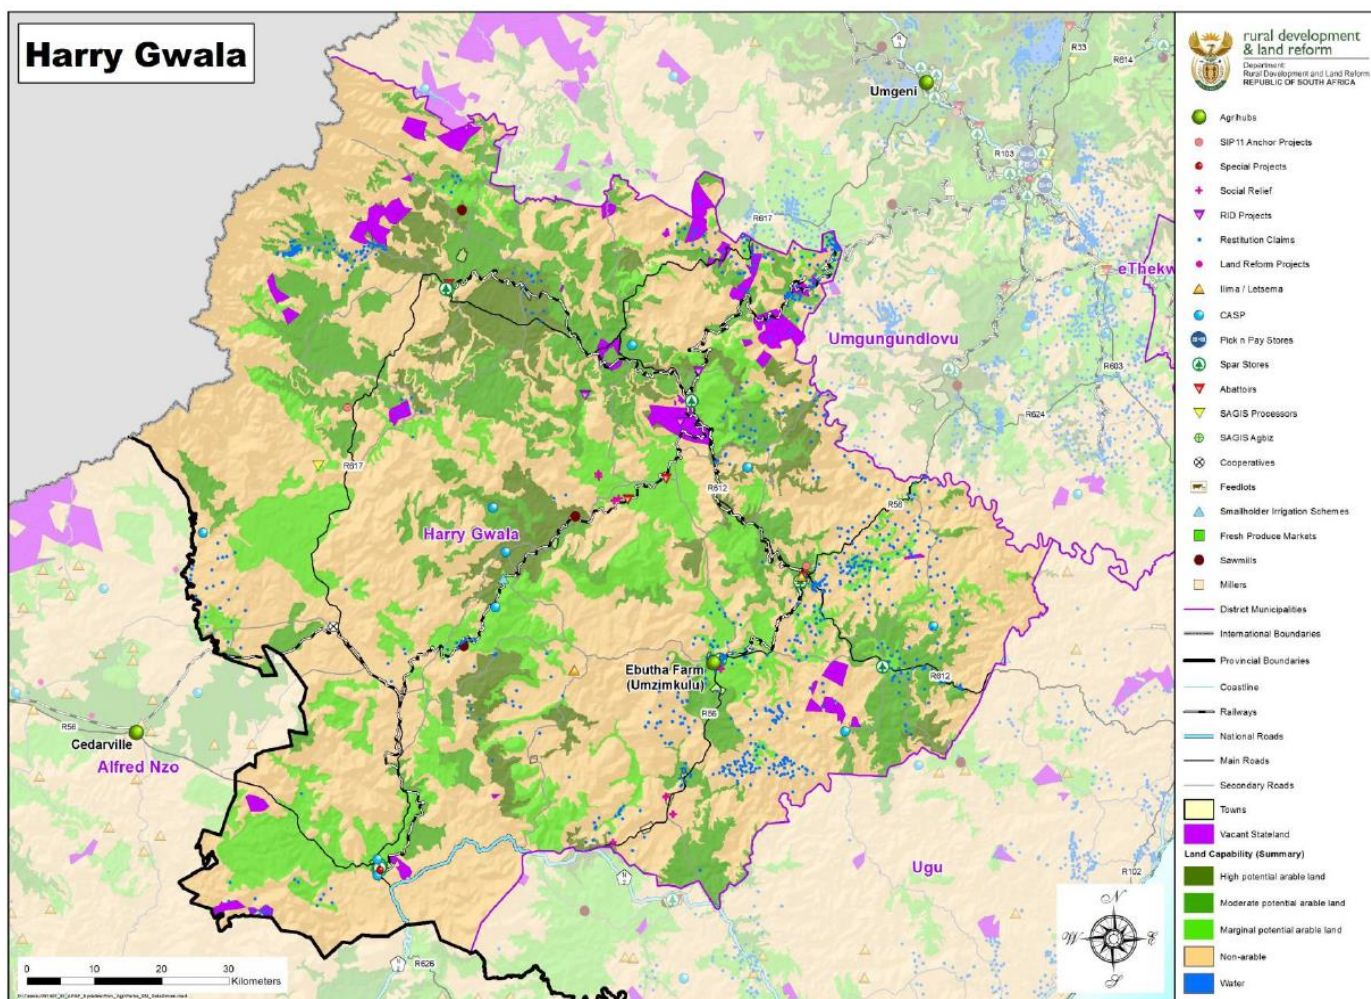 Harry Gwala
rural development
& land reform
Department:
Rural Development and Land Reform
REPUBLIC OF SOUTH AFRICA
Agrihubs
SIP11 Anchor Projects
Special Projects
Social Relief
RID Projects
Restitution Claims
Land Reform Projects
Ilima / Letsema
CASP
Pick n Pay Stores
Spar Stores
Abattoirs
SAGIS Processors
SAGIS Agbiz
Cooperatives
Feedlots
Smallholder Irrigation Schemes
Fresh Produce Markets
Sawmills
Millers
District Municipalities
International Boundaries
Provincial Boundaries
Coastline
Railways
National Roads
Main Roads
Secondary Roads
Towns
Vacant Stateland
Land Capability (Summary)
High potential arable land
Moderate potential arable land
Marginal potential arable land
Non-arable
Water
N
3
R33
R614
Umgeni
R103
R617
eThekw
Umgungundlovu
R603
R624
R617
R612
R56
Harry Gwala
Ebutha Farm
(Umzimkulu)
R612
R56
R56
Cedarville
Alfred Nzo
Ugu
N
2
R102
N
2
R626
N
W
E
S
0 10 20 30
Kilometers